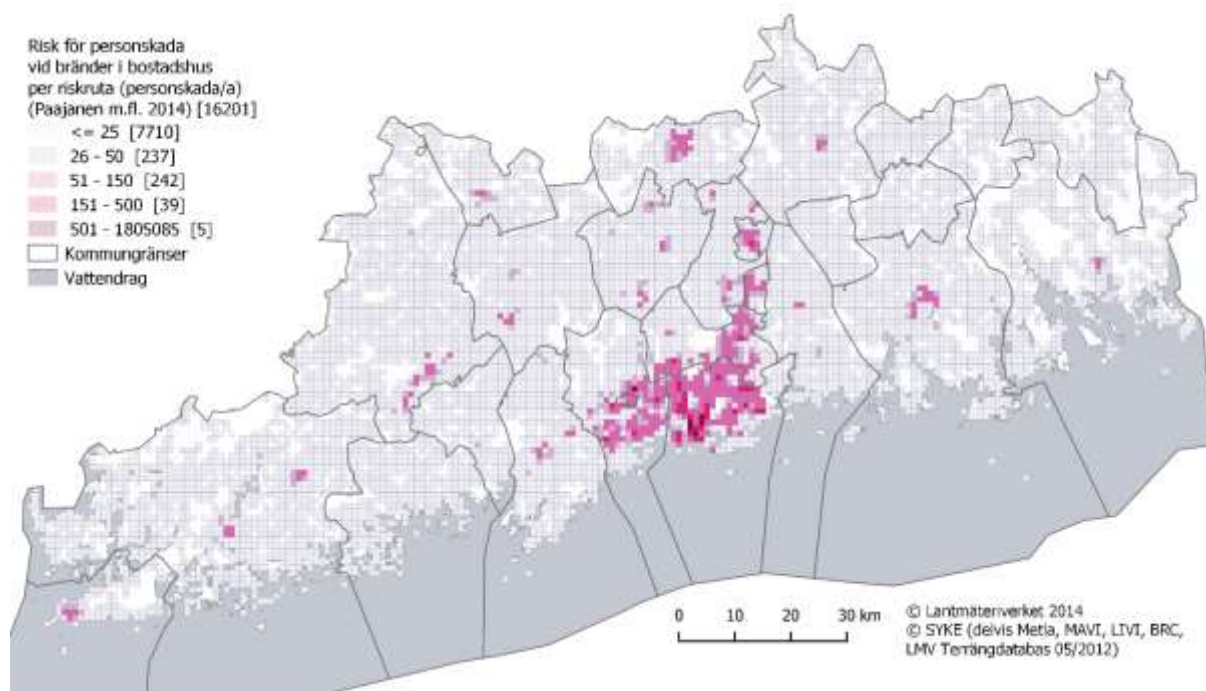 Risk för personskada
vid bränder i bostadshus
per riskruta (personskada/a)
(Paajanen m.fl. 2014) [16201]
<= 25 [7710]
26 - 50 [237]
51 - 150 [242]
151 - 500 [39]
501 - 1805085 [5]
Kommungränser
Vattendrag
0 10 20 30 km
© Lantmäteriverket 2014
© SYKE (delvis Metla, MAVI, LIVI, BRC,
LMV Terrängdatabas 05/2012)